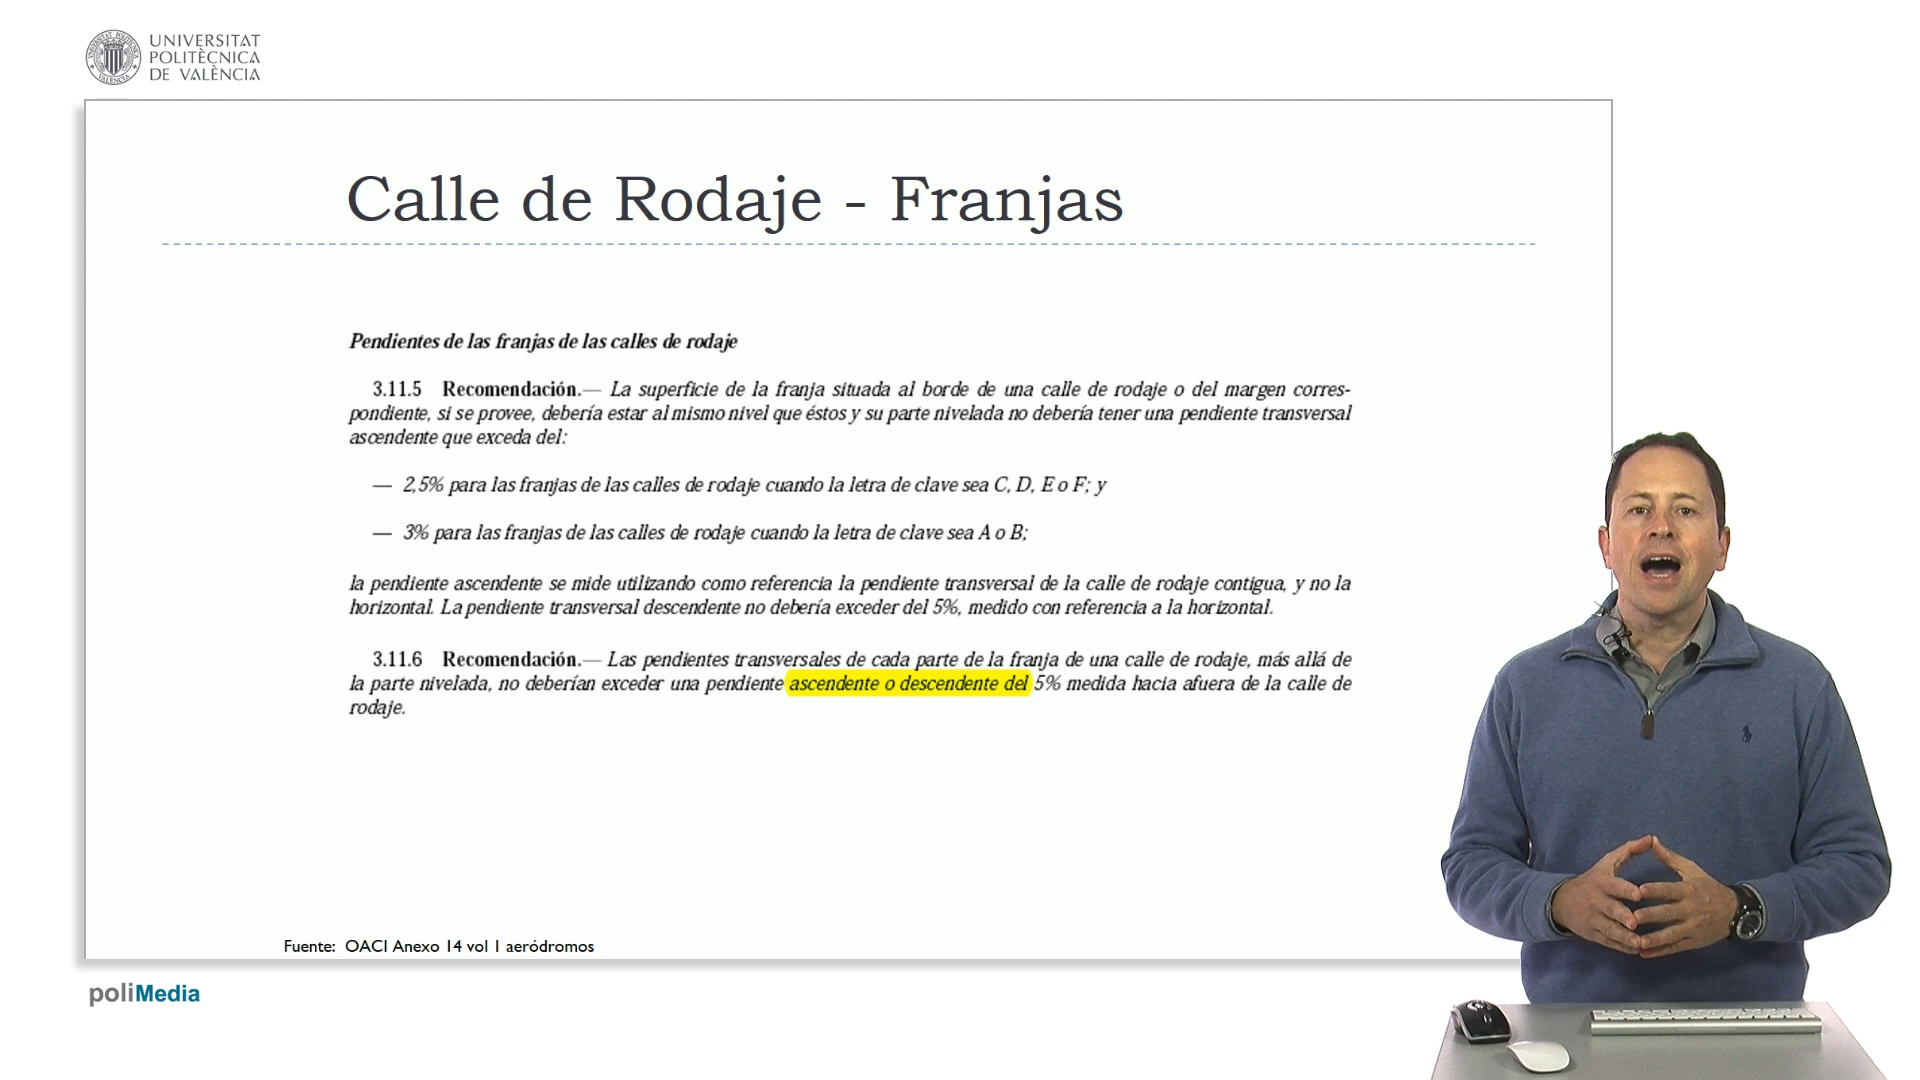 UNIVERSITAT
POLITÈCNICA
DE VALÈNCIA
Calle de Rodaje - Franjas
Pendientes de las franjas de las calles de rodaje
3.11.5 Recomendación.— La superficie de la franja situada al borde de una calle de rodaje o del margen corres-
pondiente, si se provee, debería estar al mismo nivel que éstos y su parte nivelada no debería tener una pendiente transversal
ascendente que exceda del:
— 2,5% para las franjas de las calles de rodaje cuando la letra de clave sea C, D, E o F; y
— 3% para las franjas de las calles de rodaje cuando la letra de clave sea A o B;
la pendiente ascendente se mide utilizando como referencia la pendiente transversal de la calle de rodaje contigua, y no la
horizontal. La pendiente transversal descendente no debería exceder del 5%, medido con referencia a la horizontal.
3.11.6 Recomendación.— Las pendientes transversales de cada parte de la franja de una calle de rodaje, más allá de
la parte nivelada, no deberían exceder una pendiente ascendente o descendente del 5% medida hacia afuera de la calle de
rodaje.
Fuente: OACI Anexo 14 vol 1 aeródromos
poliMedia